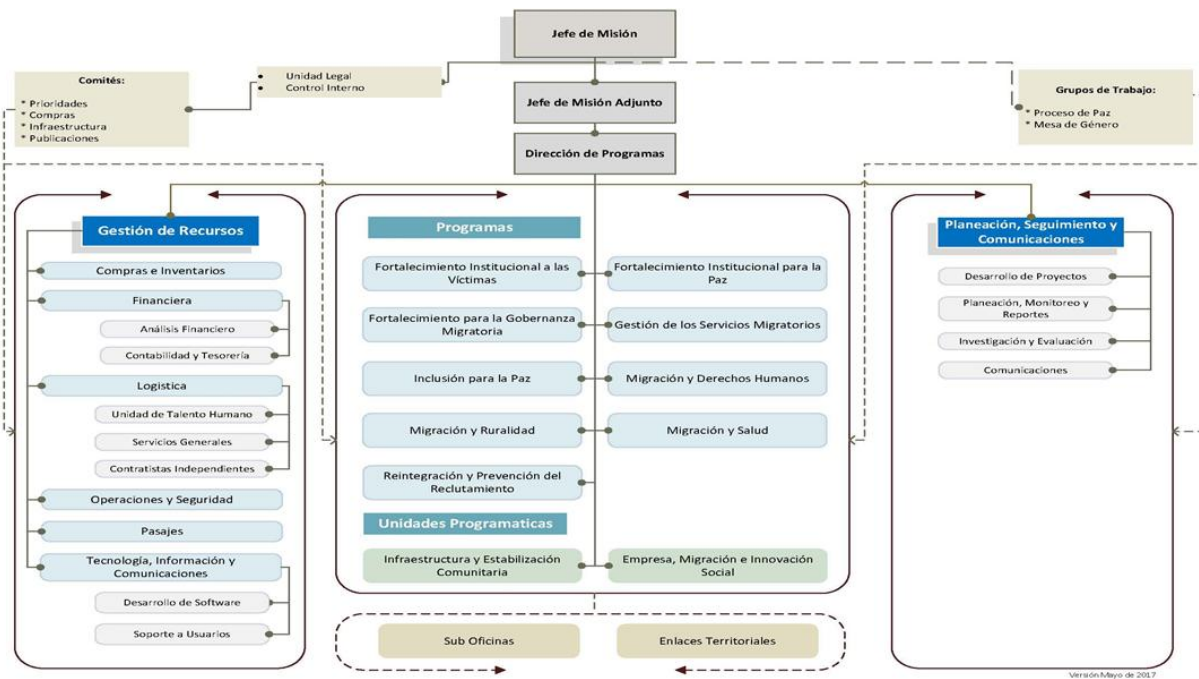 Jefe de Misión
Comités:
* Prioridades
* Compras
* Infraestructura
* Publicaciones
• Unidad Legal
• Control Interno
Jefe de Misión Adjunto
Grupos de Trabajo:
* Proceso de Paz
* Mesa de Género
Dirección de Programas
Gestión de Recursos
Compras e Inventarios
Financiera
Análisis Financiero
Contabilidad y Tesorería
Logistica
Unidad de Talento Humano
Servicios Generales
Contratistas Independientes
Operaciones y Seguridad
Pasajes
Tecnología, Información y
Comunicaciones
Desarrollo de Software
Soporte a Usuarios
Programas
Fortalecimiento Institucional a las
Víctimas
Fortalecimiento Institucional para la
Paz
Fortalecimiento para la Gobernanza
Migratoria
Gestión de los Servicios Migratorios
Inclusión para la Paz
Migración y Derechos Humanos
Migración y Ruralidad
Migración y Salud
Reintegración y Prevención del
Reclutamiento
Unidades Programaticas
Infraestructura y Estabilización
Comunitaria
Empresa, Migración e Innovación
Social
Sub Oficinas
Enlaces Territoriales
Planeación, Seguimiento y
Comunicaciones
Desarrollo de Proyectos
Planeación, Monitoreo y
Reportes
Investigación y Evaluación
Comunicaciones
Versión Mayo de 2017